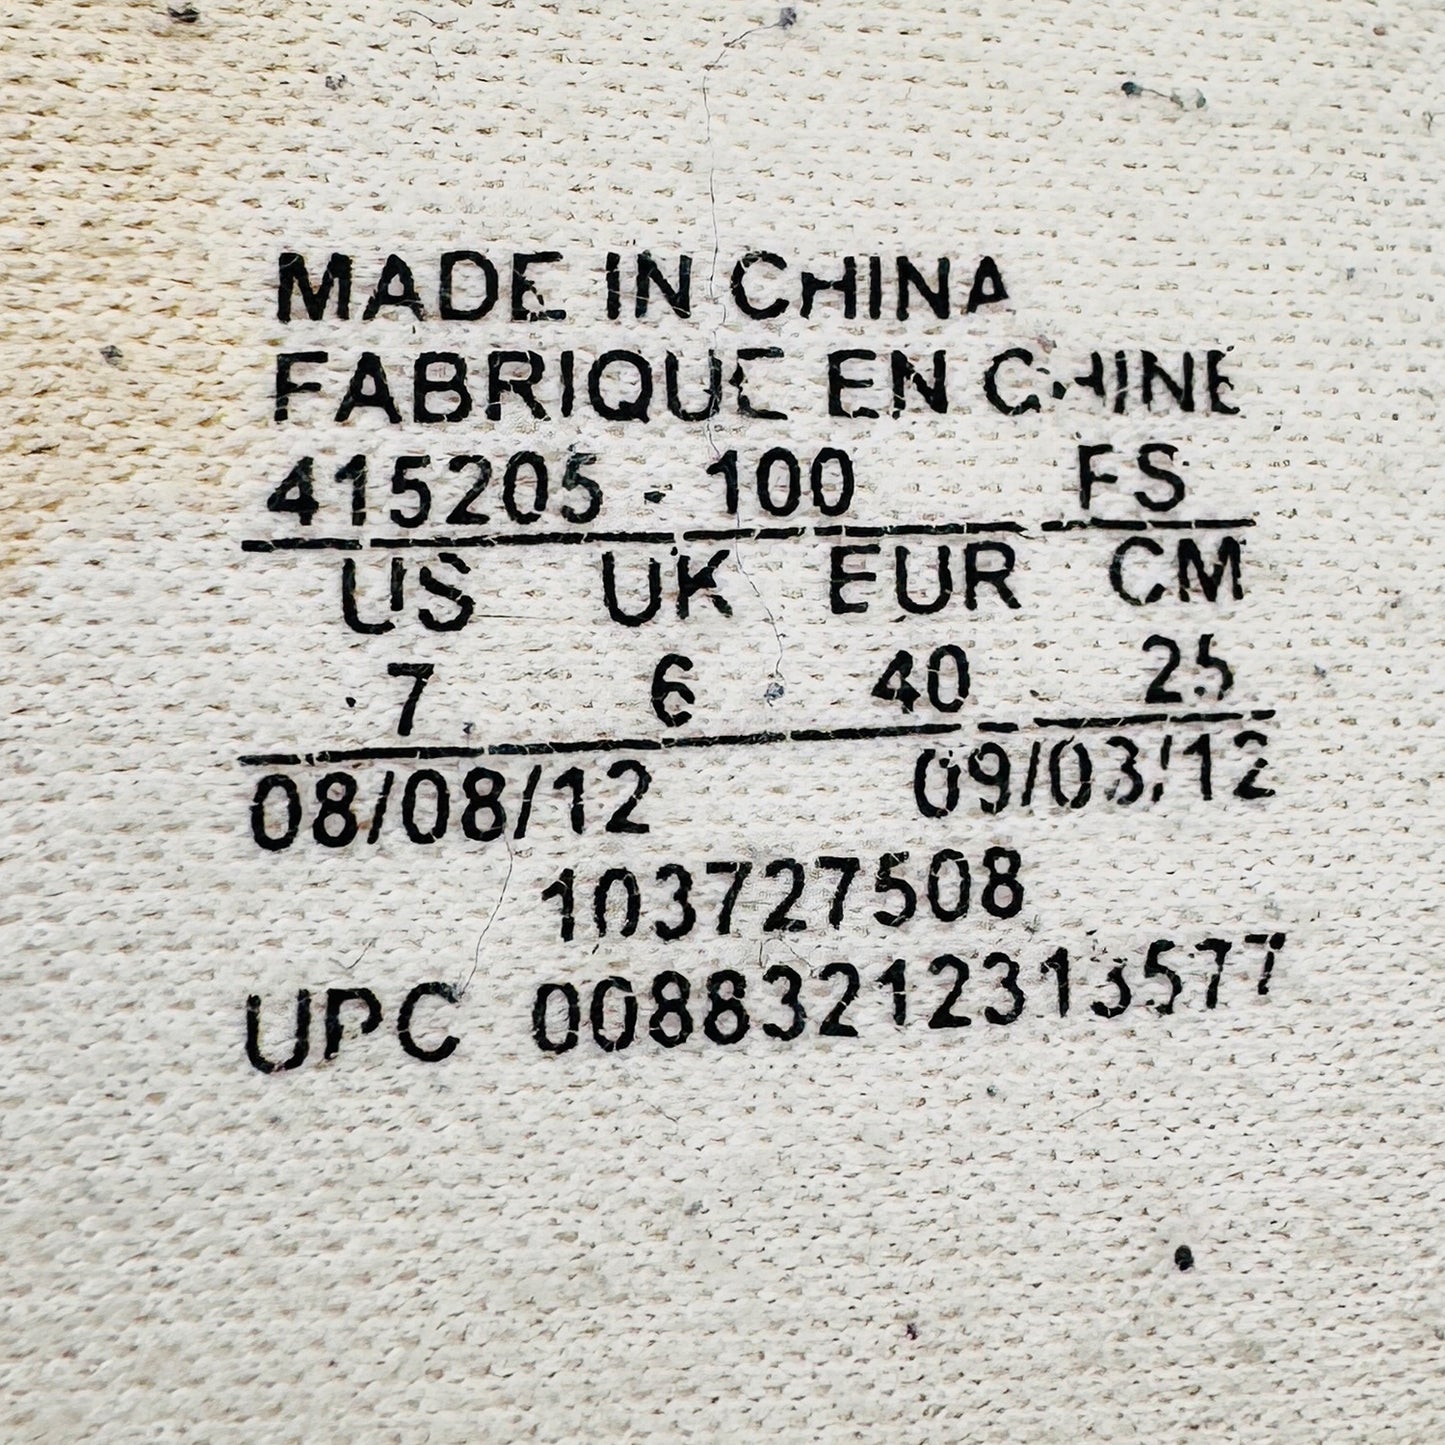 MADE IN CHINA
FABRIQUE EN CHINE
415205 - 100 FS
US UK EUR CM
7 6 40 25
08/08/12 09/03/12
103727508
UPC 00883212313577